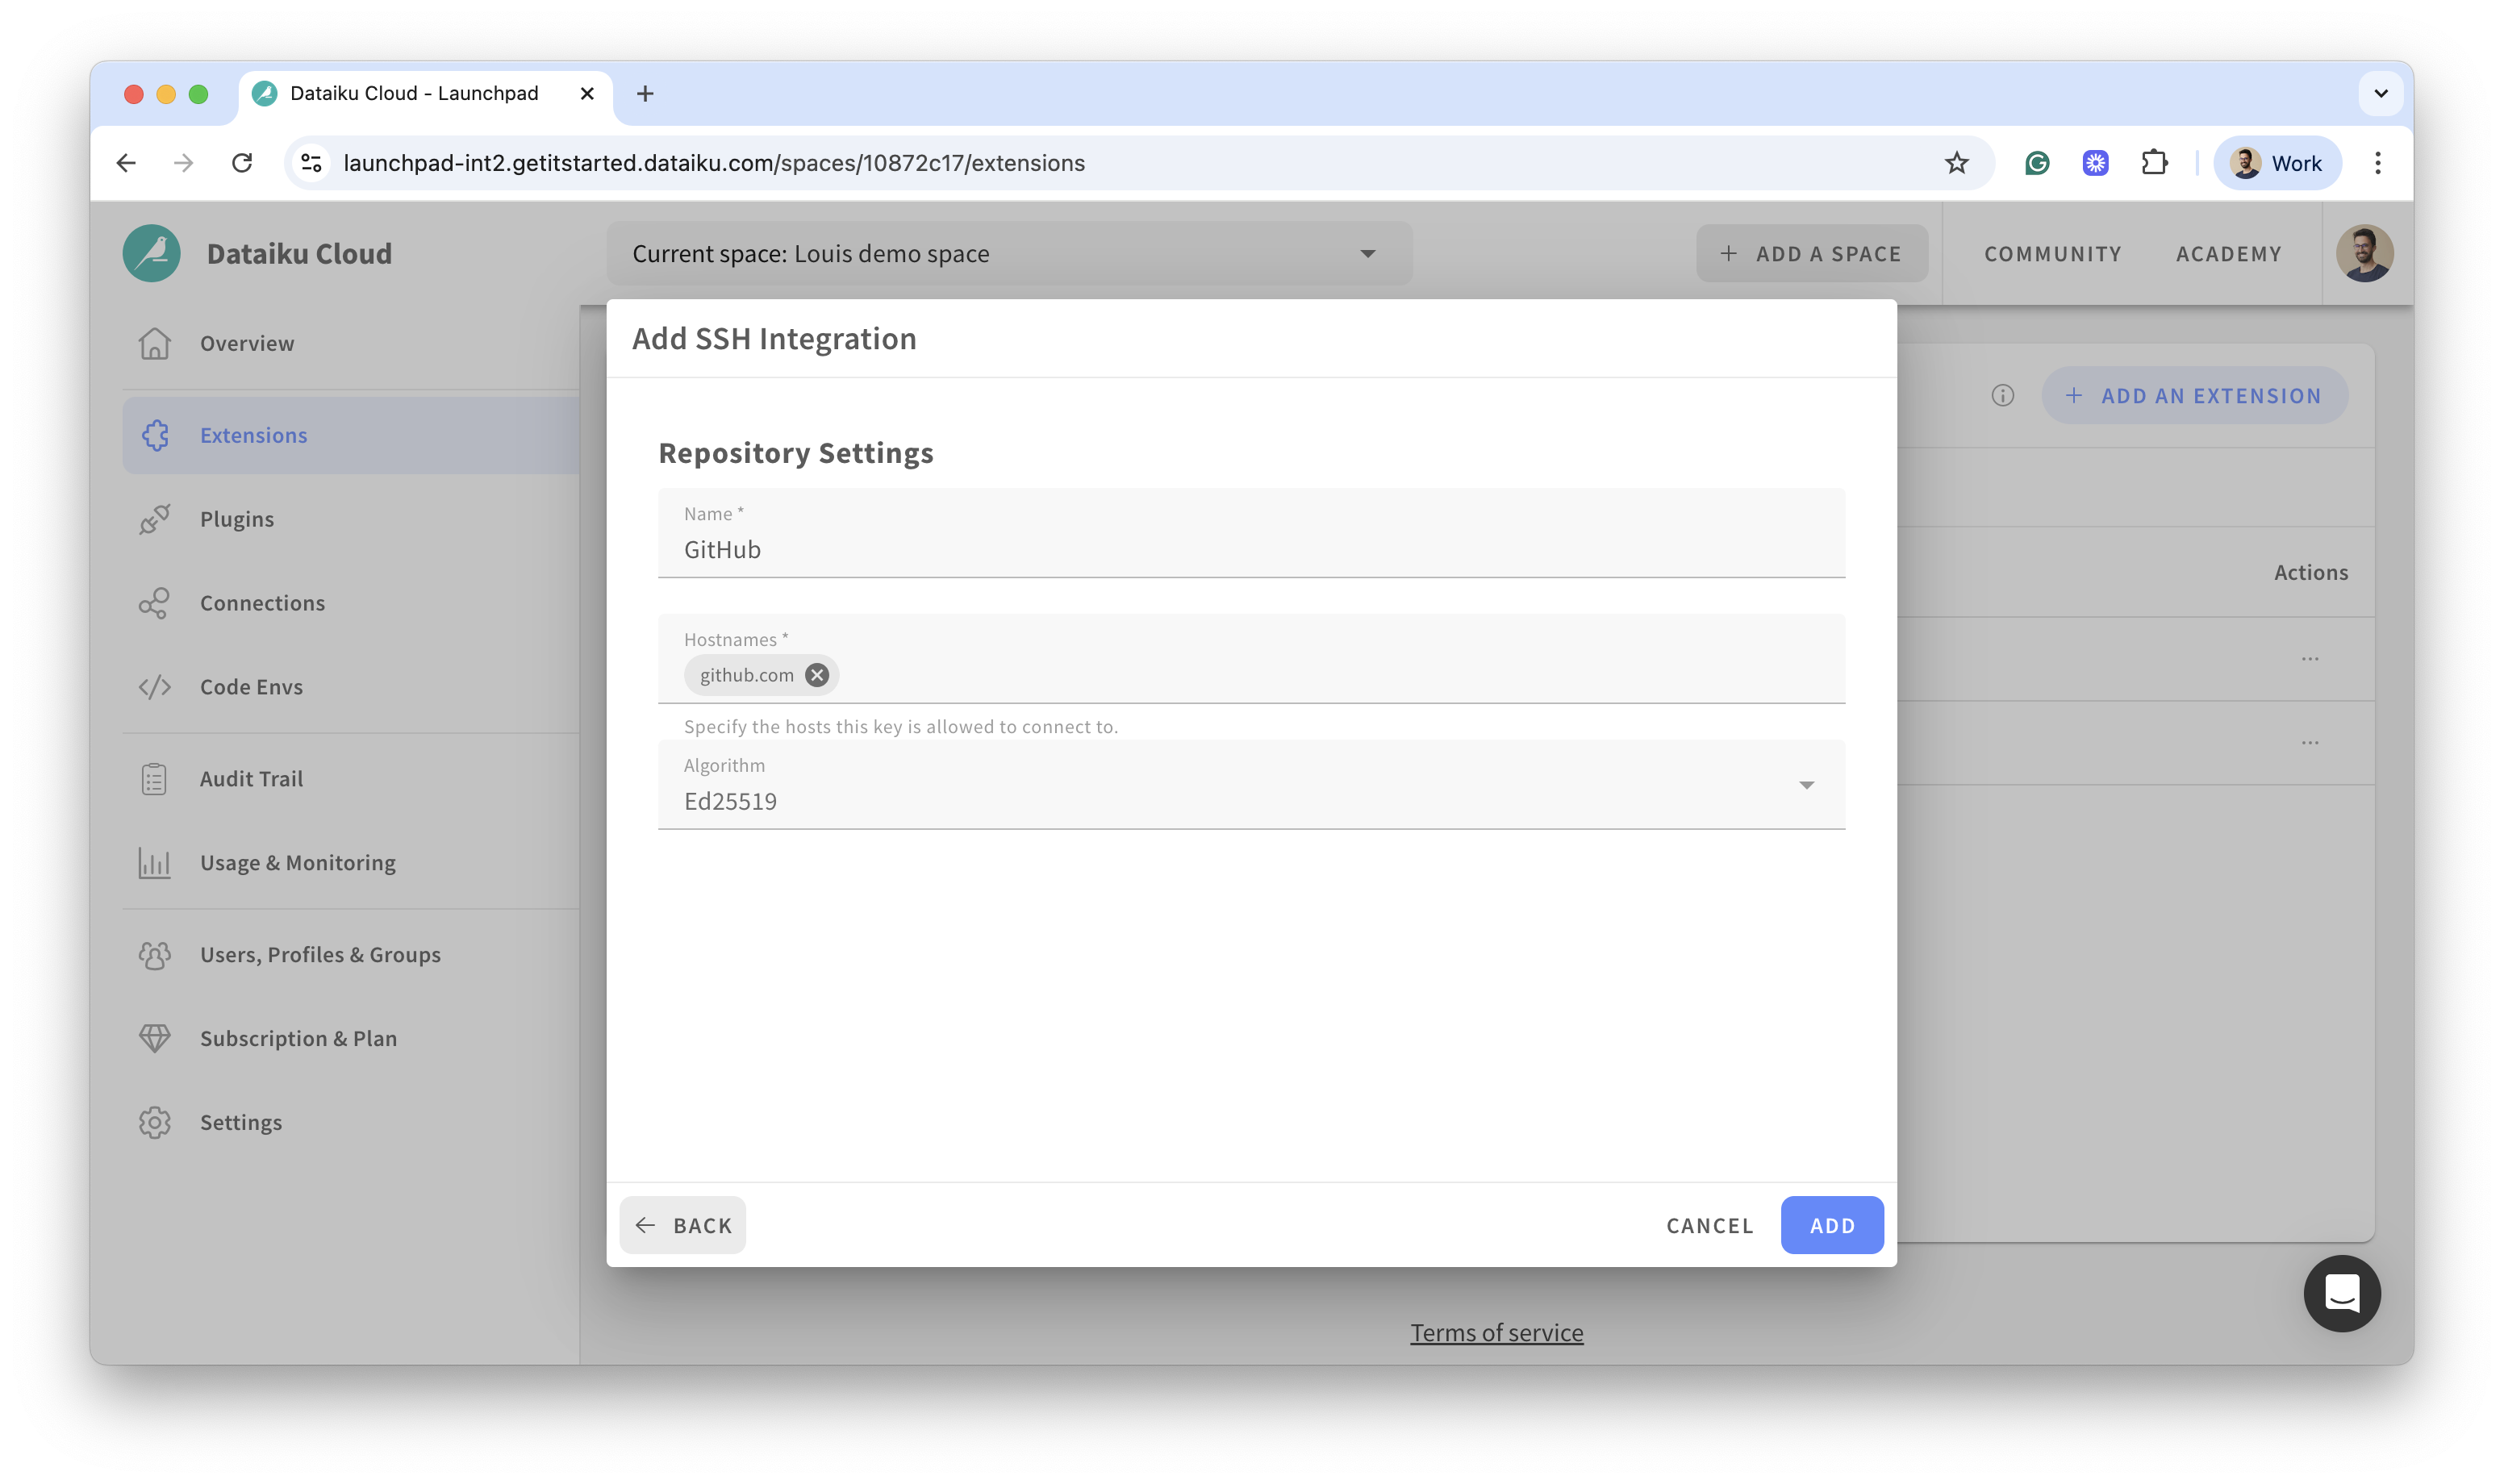 Dataiku Cloud - Launchpad
launchpad-int2.getitstarted.dataiku.com/spaces/10872c17/extensions
Work
Dataiku Cloud
Current space: Louis demo space
+ ADD A SPACE
COMMUNITY
ACADEMY
Overview
Extensions
Plugins
Connections
Code Envs
Audit Trail
Usage & Monitoring
Users, Profiles & Groups
Subscription & Plan
Settings
+ ADD AN EXTENSION
Actions
...
...
Add SSH Integration
Repository Settings
Name *
GitHub
Hostnames *
github.com
Specify the hosts this key is allowed to connect to.
Algorithm
Ed25519
BACK
CANCEL
ADD
Terms of service